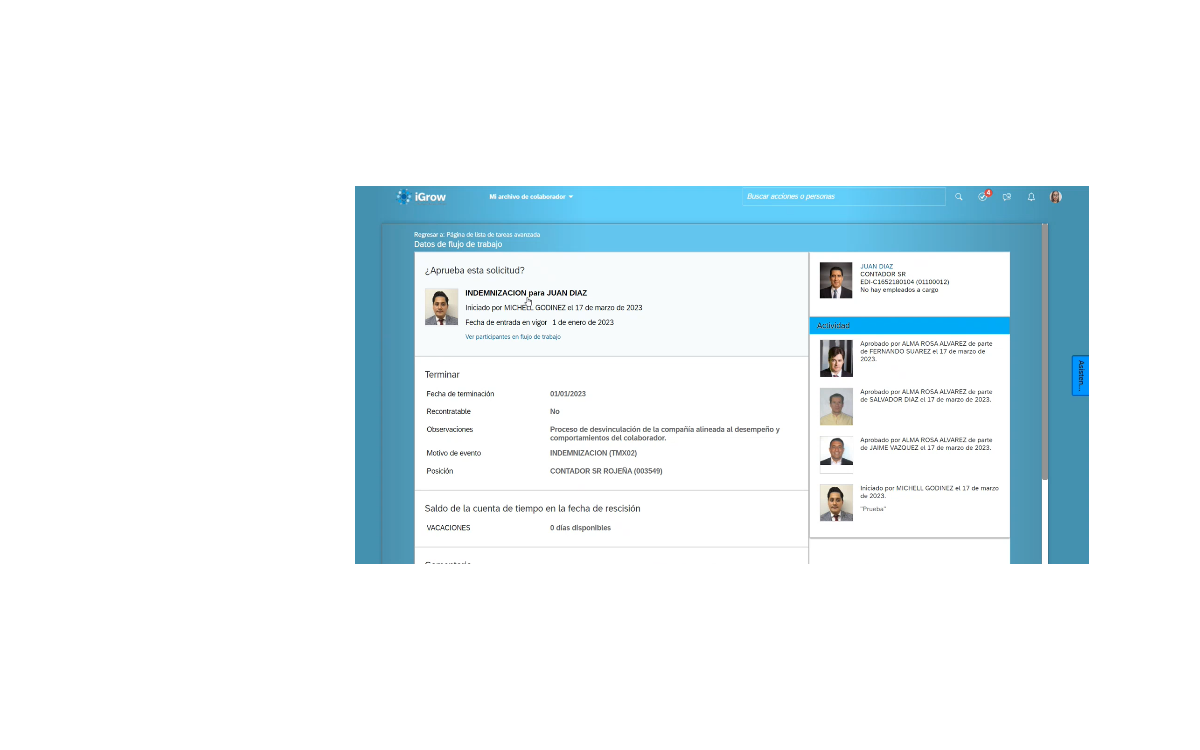 iGrow
Mi archivo de colaborador
Buscar acciones o personas
4
Regresar a: Página de lista de tareas avanzada
Datos de flujo de trabajo
¿Aprueba esta solicitud?
INDEMNIZACION para JUAN DIAZ
Iniciado por MICHELL GODINEZ el 17 de marzo de 2023
Fecha de entrada en vigor 1 de enero de 2023
Ver participantes en flujo de trabajo
Terminar
Fecha de terminación 01/01/2023
Recontratable No
Observaciones Proceso de desvinculación de la compañía alineada al desempeño y
comportamientos del colaborador.
Motivo de evento INDEMNIZACION (TMX02)
Posición CONTADOR SR ROJEÑA (003549)
Saldo de la cuenta de tiempo en la fecha de rescisión
VACACIONES 0 días disponibles
JUAN DIAZ
CONTADOR SR
EDI-C1652180104 (01100012)
No hay empleados a cargo
Actividad
Aprobado por ALMA ROSA ALVAREZ de parte
de FERNANDO SUAREZ el 17 de marzo de
2023.
Aprobado por ALMA ROSA ALVAREZ de parte
de SALVADOR DIAZ el 17 de marzo de 2023.
Aprobado por ALMA ROSA ALVAREZ de parte
de JAIME VAZQUEZ el 17 de marzo de 2023.
Iniciado por MICHELL GODINEZ el 17 de marzo
de 2023.
"Prueba"
Asisten...